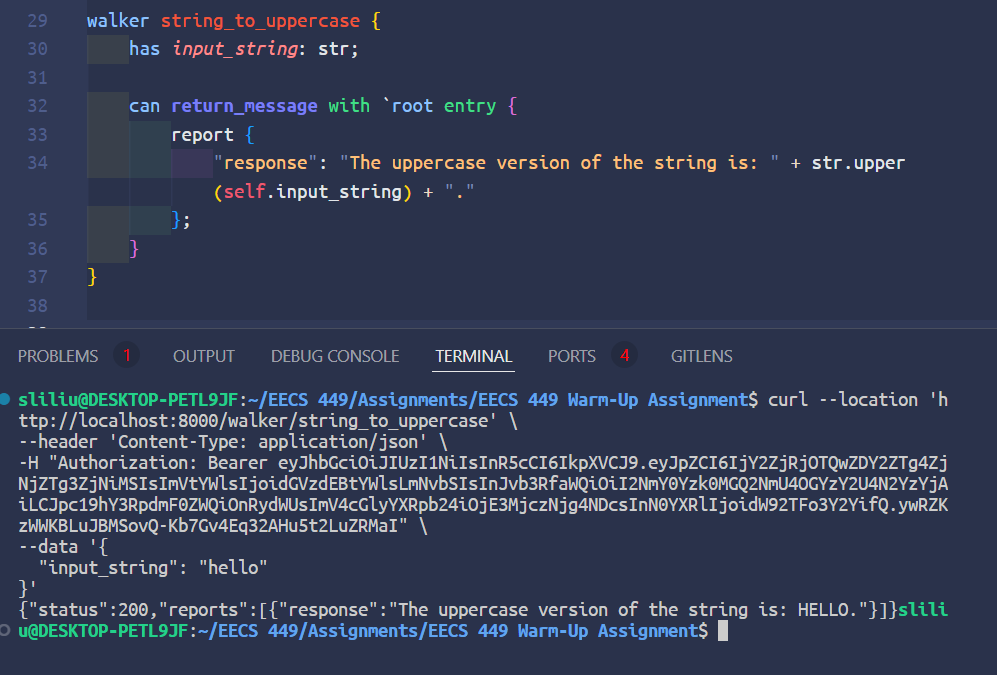 29 walker string_to_uppercase {
30 has input_string: str;
31
32 can return_message with `root entry {
33 report {
34 "response": "The uppercase version of the string is: " + str.upper
(self.input_string) + "."
35 };
36 }
37 }
38
PROBLEMS 1 OUTPUT DEBUG CONSOLE TERMINAL PORTS 4 GITLENS
sliliu@DESKTOP-PETL9JF:~/EECS 449/Assignments/EECS 449 Warm-Up Assignment$ curl --location 'h
ttp://localhost:8000/walker/string_to_uppercase' \
--header 'Content-Type: application/json' \
-H "Authorization: Bearer eyJhbGciOiJIUzI1NiIsInR5cCI6IkpXVCJ9.eyJpZCI6IjY2ZjRjOTQwZDY2ZTg4Zj
NjZTg3ZjNiMSIsImVtYWlsIjoidGVzdEBtYWlsLmNvbSIsInJvb3RfaWQiOiI2NmY0Yzk0MGQ2NmU4OGYzY2U4N2YzYjA
iLCJpc19hY3RpdmF0ZWQiOnRydWUsImV4cGlyYXRpb24iOjE3MjczNjg4NDcsInN0YXRlIjoidW92TFo3Y2YifQ.ywRZK
zWWKBLuJBMSovQ-Kb7Gv4Eq32AHu5t2LuZRMaI" \
--data '{
"input_string": "hello"
}'
{"status":200,"reports":[{"response":"The uppercase version of the string is: HELLO."}]}slili
u@DESKTOP-PETL9JF:~/EECS 449/Assignments/EECS 449 Warm-Up Assignment$